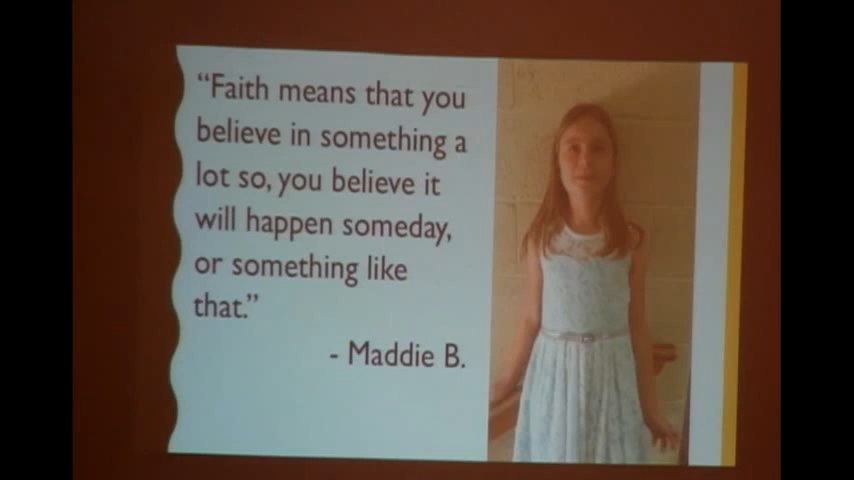 “Faith means that you
believe in something a
lot so, you believe it
will happen someday,
or something like
that.”
- Maddie B.